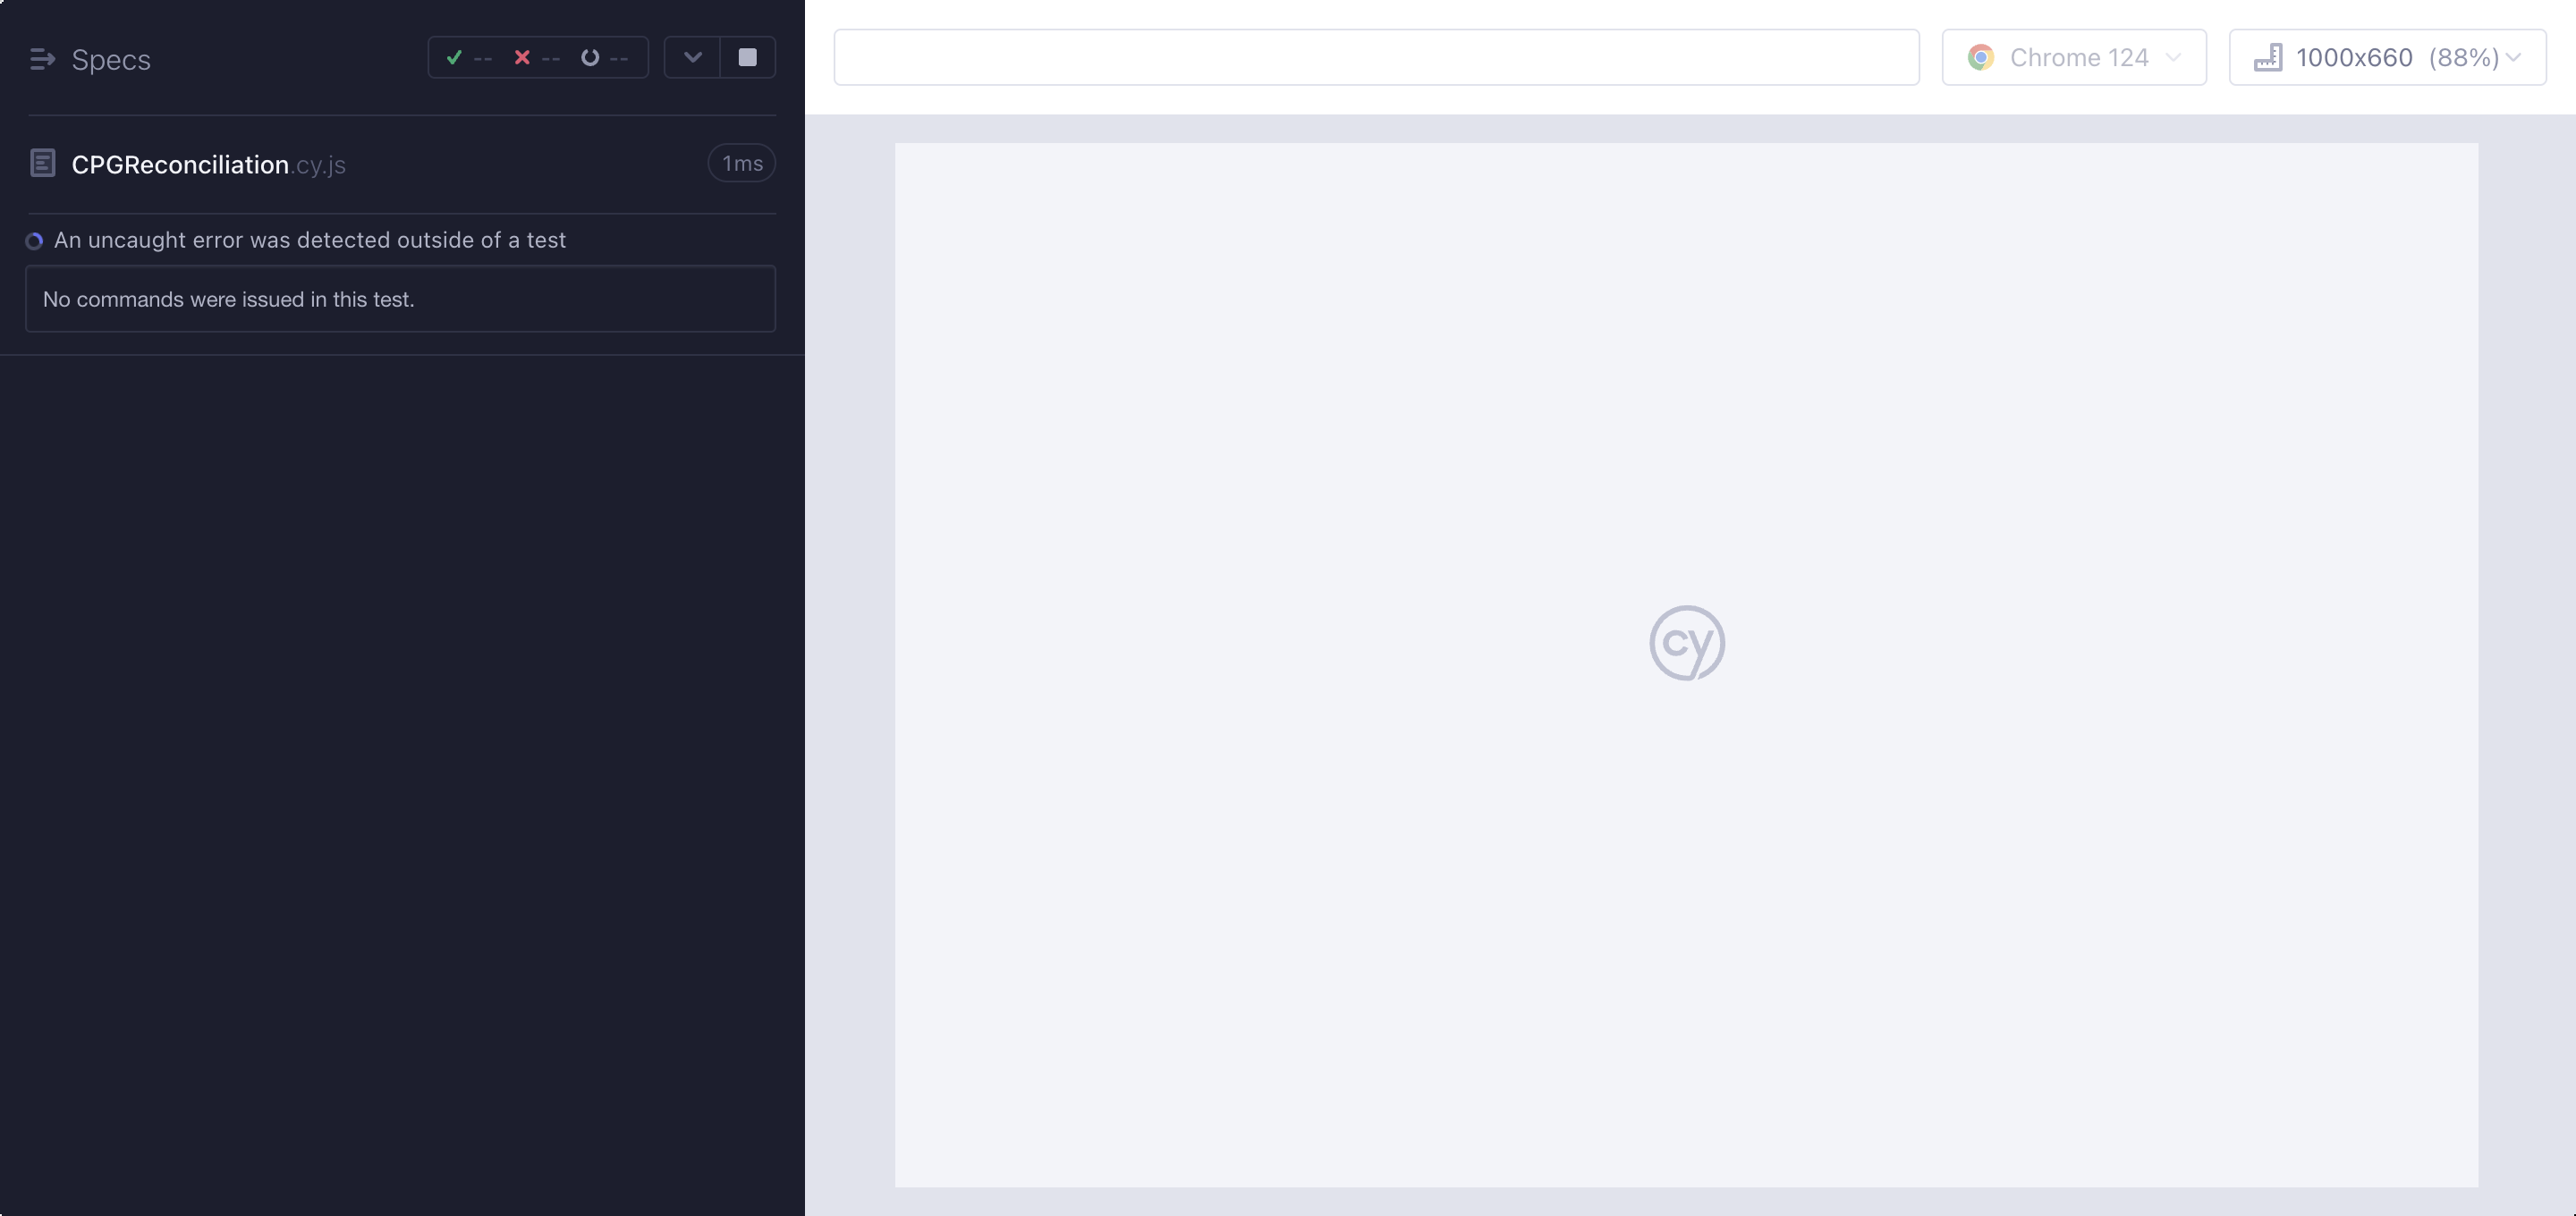 Specs
-- -- --
CPGReconciliation.cy.js
1ms
An uncaught error was detected outside of a test
No commands were issued in this test.
Chrome 124
1000x660 (88%)
cy